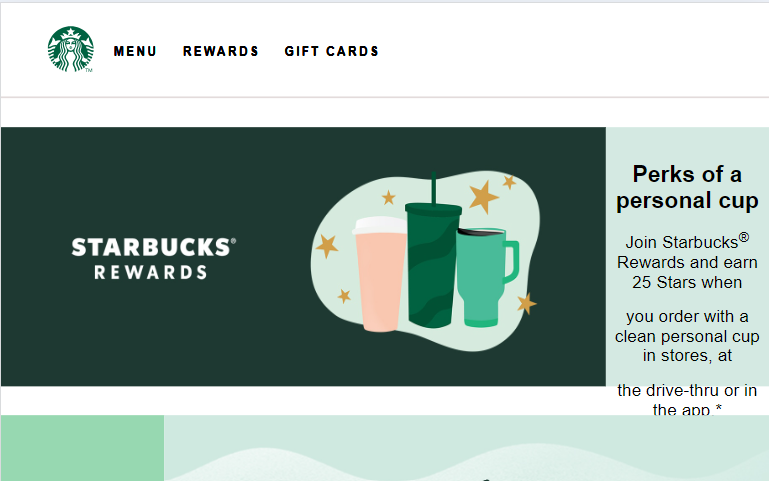 MENU REWARDS GIFT CARDS
TM
STARBUCKS®
REWARDS
Perks of a
personal cup
Join Starbucks®
Rewards and earn
25 Stars when
you order with a
clean personal cup
in stores, at
the drive-thru or in
the app.*